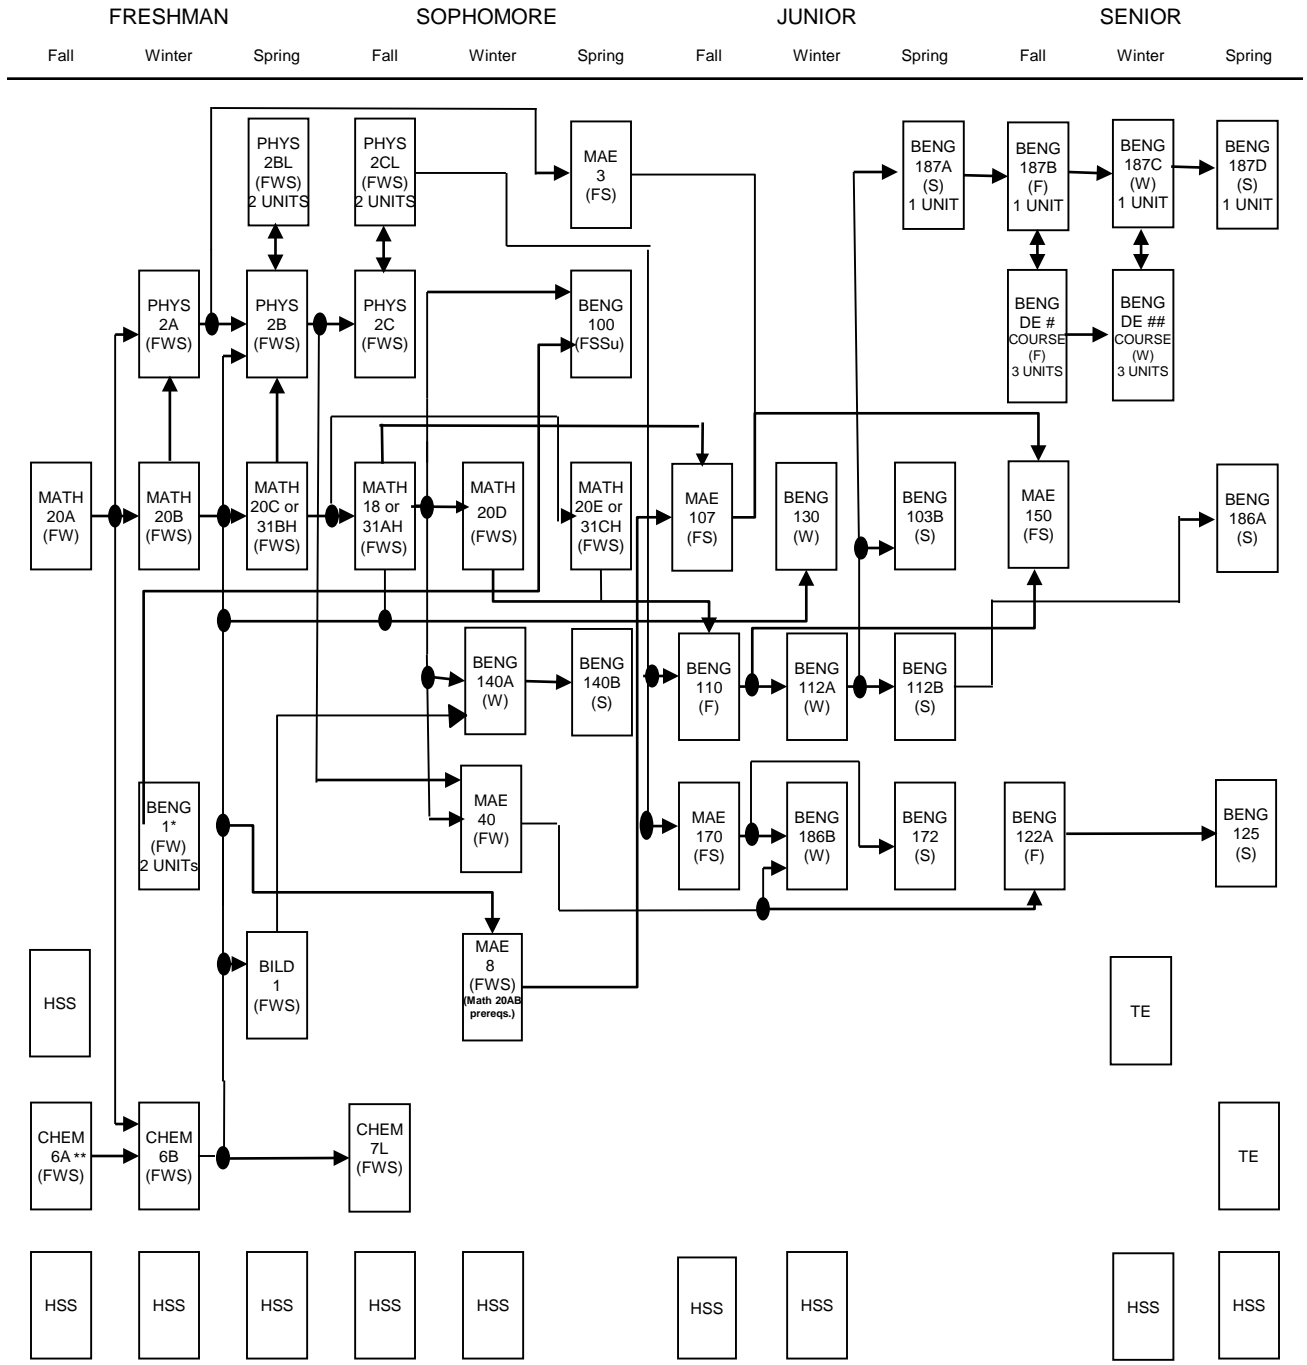 FRESHMAN
SOPHOMORE
JUNIOR
SENIOR
Fall
Winter
Spring
Fall
Winter
Spring
Fall
Winter
Spring
Fall
Winter
Spring
PHYS
2BL
(FWS)
2 UNITS
PHYS
2CL
(FWS)
2 UNITS
MAE
3
(FS)
BENG
187A
(S)
1 UNIT
BENG
187B
(F)
1 UNIT
BENG
187C
(W)
1 UNIT
BENG
187D
(S)
1 UNIT
PHYS
2A
(FWS)
PHYS
2B
(FWS)
PHYS
2C
(FWS)
BENG
100
(FSSu)
BENG
DE #
COURSE
(F)
3 UNITS
BENG
DE ##
COURSE
(W)
3 UNITS
MATH
20A
(FW)
MATH
20B
(FWS)
MATH
20C or
31BH
(FWS)
MATH
18 or
31AH
(FWS)
MATH
20D
(FWS)
MATH
20E or
31CH
(FWS)
MAE
107
(FS)
BENG
130
(W)
BENG
103B
(S)
MAE
150
(FS)
BENG
186A
(S)
BENG
140A
(W)
BENG
140B
(S)
BENG
110
(F)
BENG
112A
(W)
BENG
112B
(S)
BENG
1*
(FW)
2 UNITs
MAE
40
(FW)
MAE
170
(FS)
BENG
186B
(W)
BENG
172
(S)
BENG
122A
(F)
BENG
125
(S)
HSS
BILD
1
(FWS)
MAE
8
(FWS)
(Math 20AB
prereqs.)
TE
CHEM
6A **
(FWS)
CHEM
6B
(FWS)
CHEM
7L
(FWS)
TE
HSS
HSS
HSS
HSS
HSS
HSS
HSS
HSS
HSS